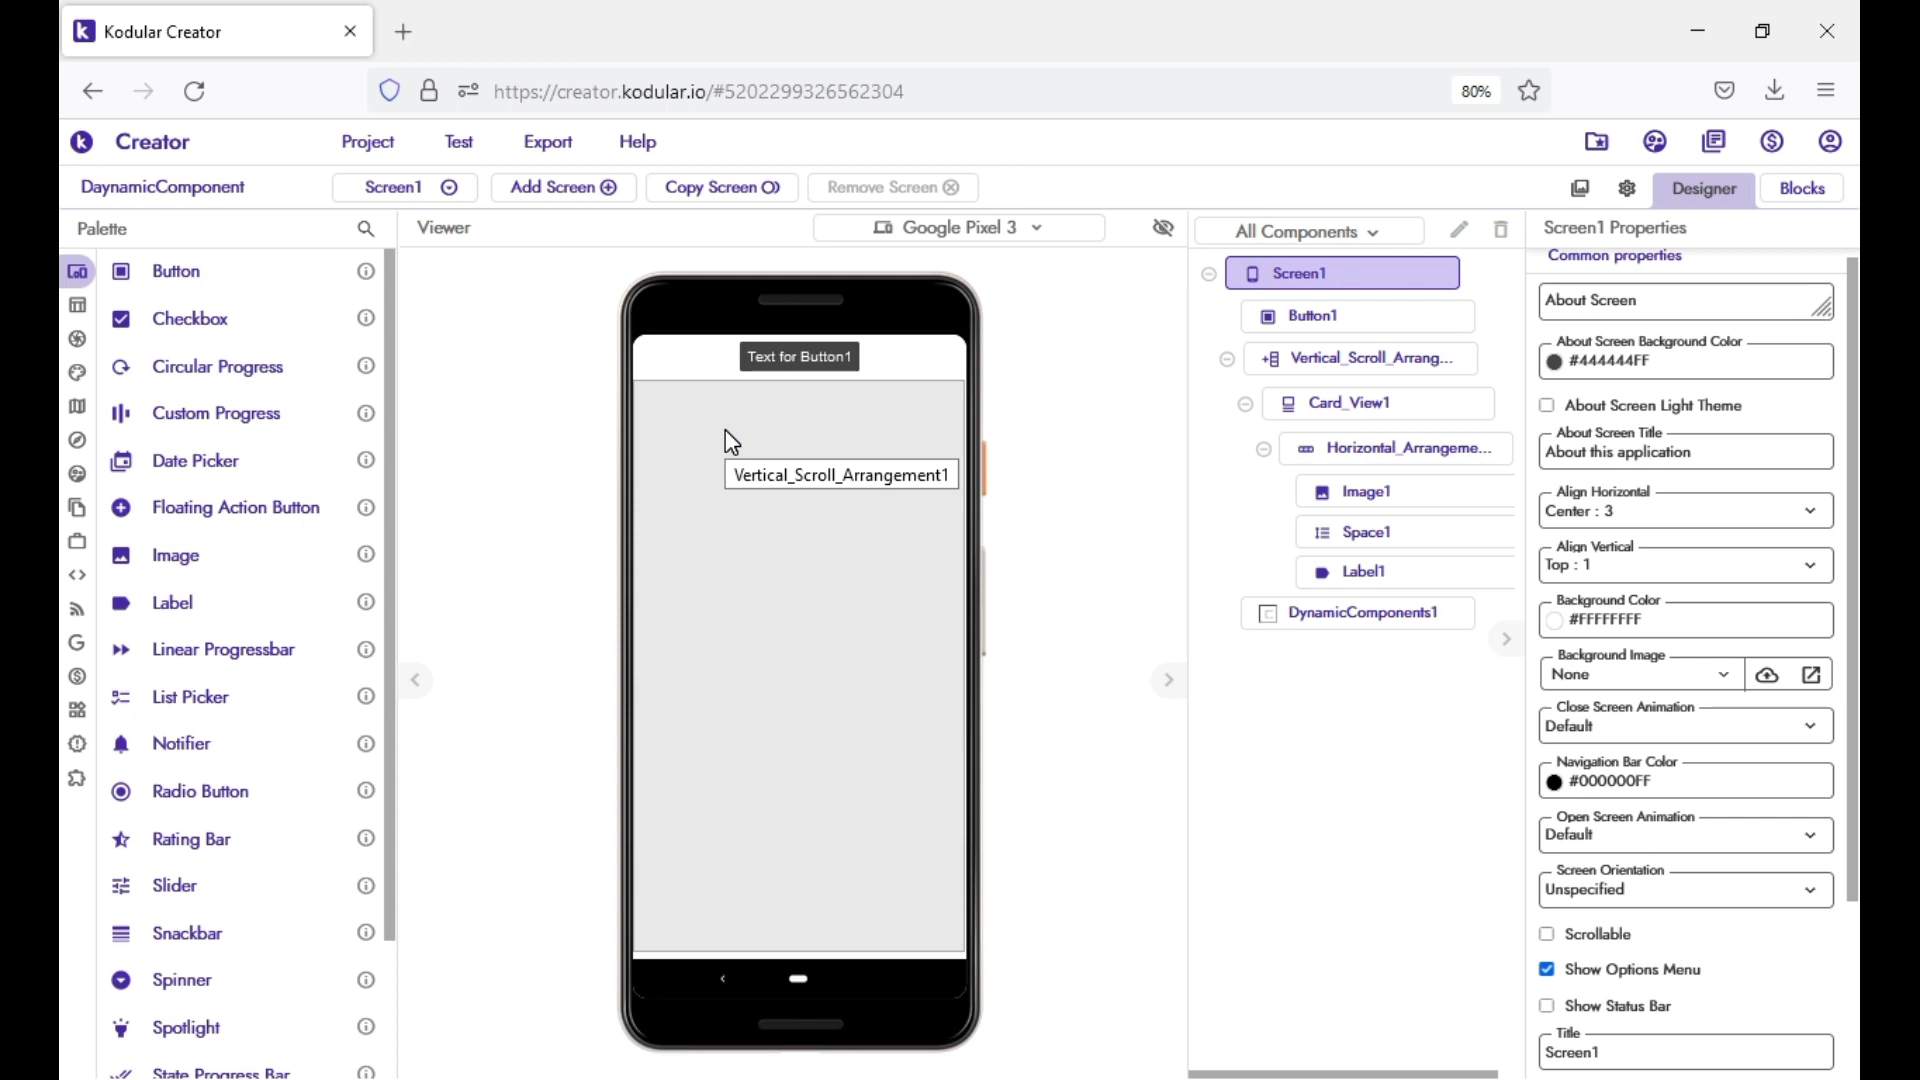 Kodular Creator
https://creator.kodular.io/#5202299326562304
80%
Creator
Project
Test
Export
Help
DaynamicComponent
Screen1
Add Screen
Copy Screen
Remove Screen
Designer
Blocks
Palette
Button
Checkbox
Circular Progress
Custom Progress
Date Picker
Floating Action Button
Image
Label
Linear Progressbar
List Picker
Notifier
Radio Button
Rating Bar
Slider
Snackbar
Spinner
Spotlight
State Progress Bar
Viewer
Google Pixel 3
Text for Button1
Vertical_Scroll_Arrangement1
All Components
Screen1
Button1
Vertical_Scroll_Arrang...
Card_View1
Horizontal_Arrangeme...
Image1
Space1
Label1
DynamicComponents1
Screen1 Properties
Common properties
About Screen
About Screen Background Color
#444444FF
About Screen Light Theme
About Screen Title
About this application
Align Horizontal
Center : 3
Align Vertical
Top : 1
Background Color
#FFFFFFFF
Background Image
None
Close Screen Animation
Default
Navigation Bar Color
#000000FF
Open Screen Animation
Default
Screen Orientation
Unspecified
Scrollable
Show Options Menu
Show Status Bar
Title
Screen1